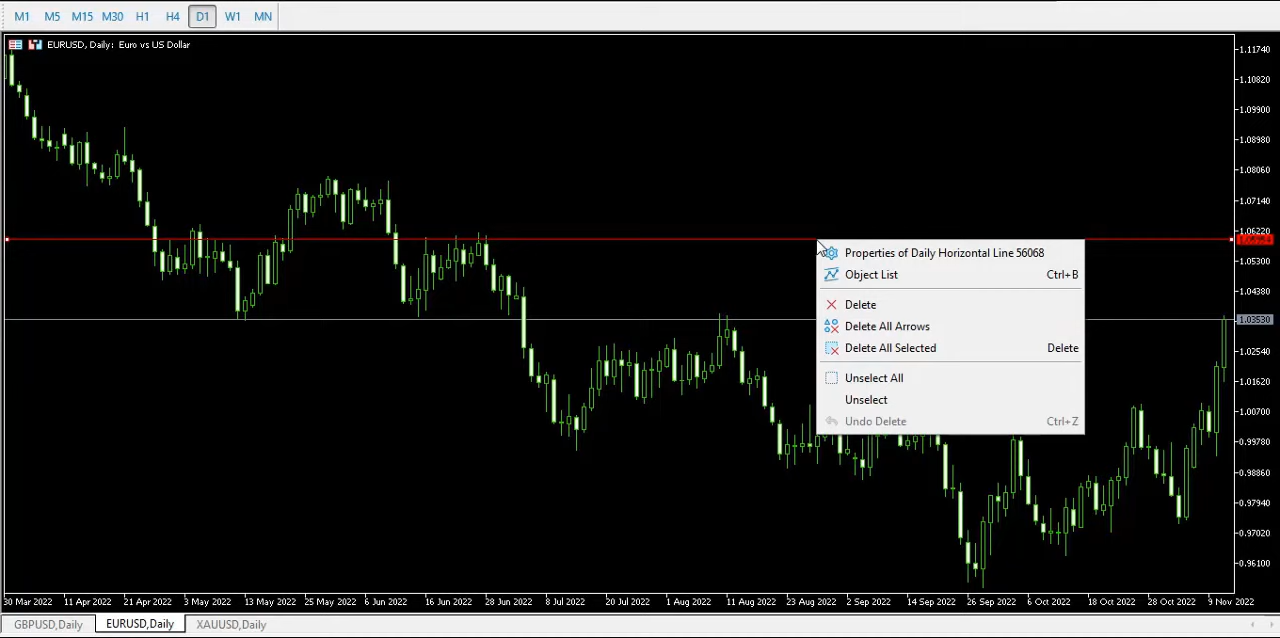 M1 M5 M15 M30 H1 H4 D1 W1 MN
EURUSD, Daily: Euro vs US Dollar
1.11740
1.10820
1.09900
1.08980
1.08060
1.07140
1.06220
1.05300
1.04380
1.03530
1.02540
1.01620
1.00700
0.99780
0.98860
0.97940
0.97020
0.96100
Properties of Daily Horizontal Line 56068
Object List Ctrl+B
Delete
Delete All Arrows
Delete All Selected Delete
Unselect All
Unselect
Undo Delete Ctrl+Z
30 Mar 2022 11 Apr 2022 21 Apr 2022 3 May 2022 13 May 2022 25 May 2022 6 Jun 2022 16 Jun 2022 28 Jun 2022 8 Jul 2022 20 Jul 2022 1 Aug 2022 11 Aug 2022 23 Aug 2022 2 Sep 2022 14 Sep 2022 26 Sep 2022 6 Oct 2022 18 Oct 2022 28 Oct 2022 9 Nov 2022
GBPUSD,Daily EURUSD,Daily XAUUSD,Daily